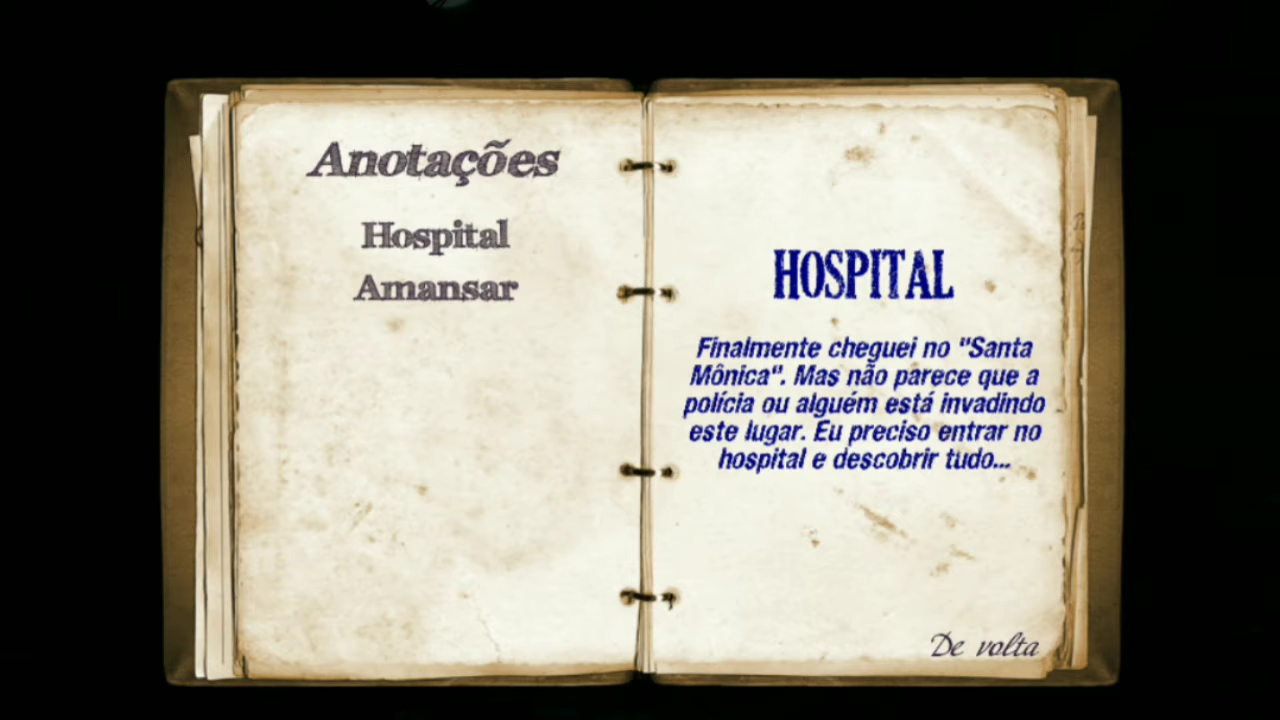 Anotações
Hospital
Amansar
HOSPITAL
Finalmente cheguei no "Santa
Mônica". Mas não parece que a
polícia ou alguém está invadindo
este lugar. Eu preciso entrar no
hospital e descobrir tudo...
De volta